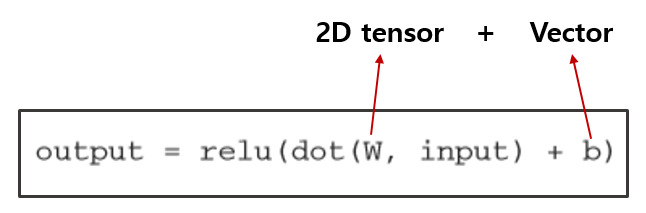 2D tensor + Vector
output = relu(dot(W, input) + b)